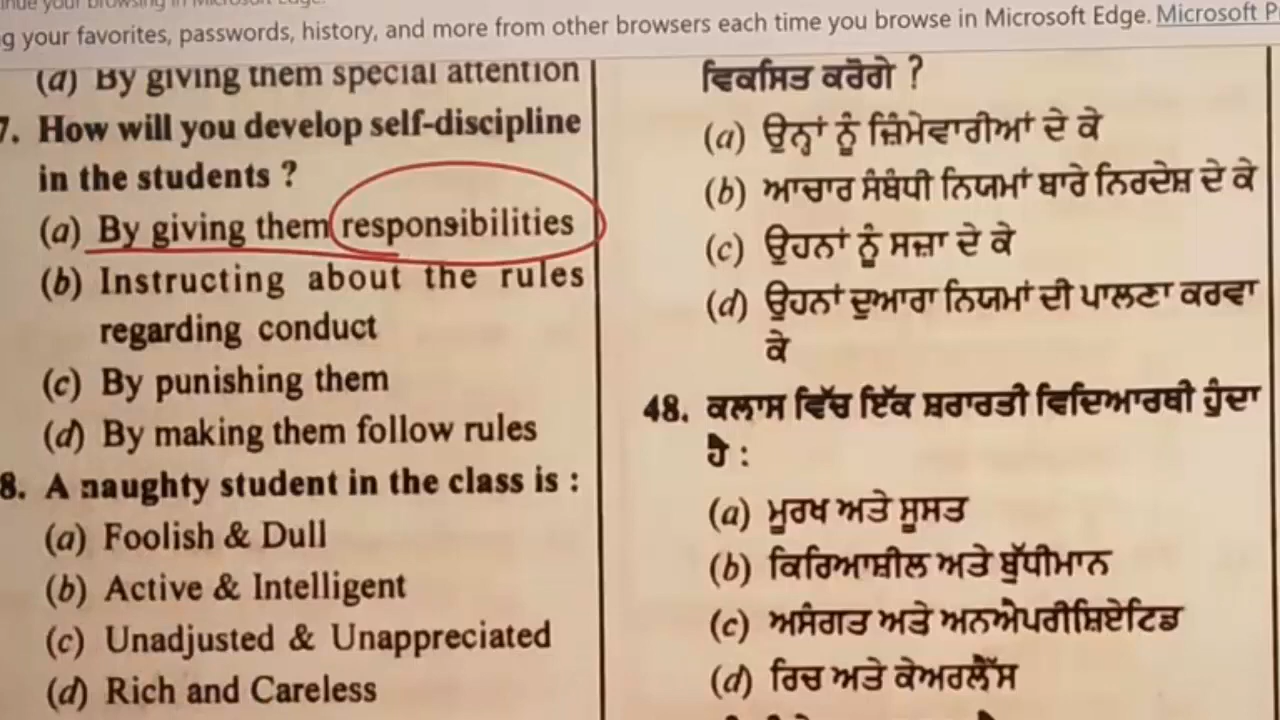 g your favorites, passwords, history, and more from other browsers each time you browse in Microsoft Edge. Microsoft
(d) By giving them special attention
7. How will you develop self-discipline
in the students ?
(a) By giving them responsibilities
(b) Instructing about the rules
regarding conduct
(c) By punishing them
(d) By making them follow rules
8. A naughty student in the class is :
(a) Foolish & Dull
(b) Active & Intelligent
(c) Unadjusted & Unappreciated
(d) Rich and Careless
ਵਿਕਸਿਤ ਕਰੋਗੇ ?
(a) ਉਨ੍ਹਾਂ ਨੂੰ ਜ਼ਿੰਮੇਵਾਰੀਆਂ ਦੇ ਕੇ
(b) ਆਚਾਰ ਸੰਬੰਧੀ ਨਿਯਮਾਂ ਬਾਰੇ ਨਿਰਦੇਸ਼ ਦੇ ਕੇ
(c) ਉਹਨਾਂ ਨੂੰ ਸਜ਼ਾ ਦੇ ਕੇ
(d) ਉਹਨਾਂ ਦੁਆਰਾ ਨਿਯਮਾਂ ਦੀ ਪਾਲਣਾ ਕਰਵਾ
ਕੇ
48. ਕਲਾਸ ਵਿੱਚ ਇੱਕ ਸ਼ਰਾਰਤੀ ਵਿਦਿਆਰਥੀ ਹੁੰਦਾ
ਹੈ :
(a) ਮੂਰਖ ਅਤੇ ਸੂਸਤ
(b) ਕਿਰਿਆਸ਼ੀਲ ਅਤੇ ਬੁੱਧੀਮਾਨ
(c) ਅਸੰਗਤ ਅਤੇ ਅਨਐਪਰੀਸ਼ਿਏਟਿਡ
(d) ਰਿਚ ਅਤੇ ਕੇਅਰਲੈੱਸ